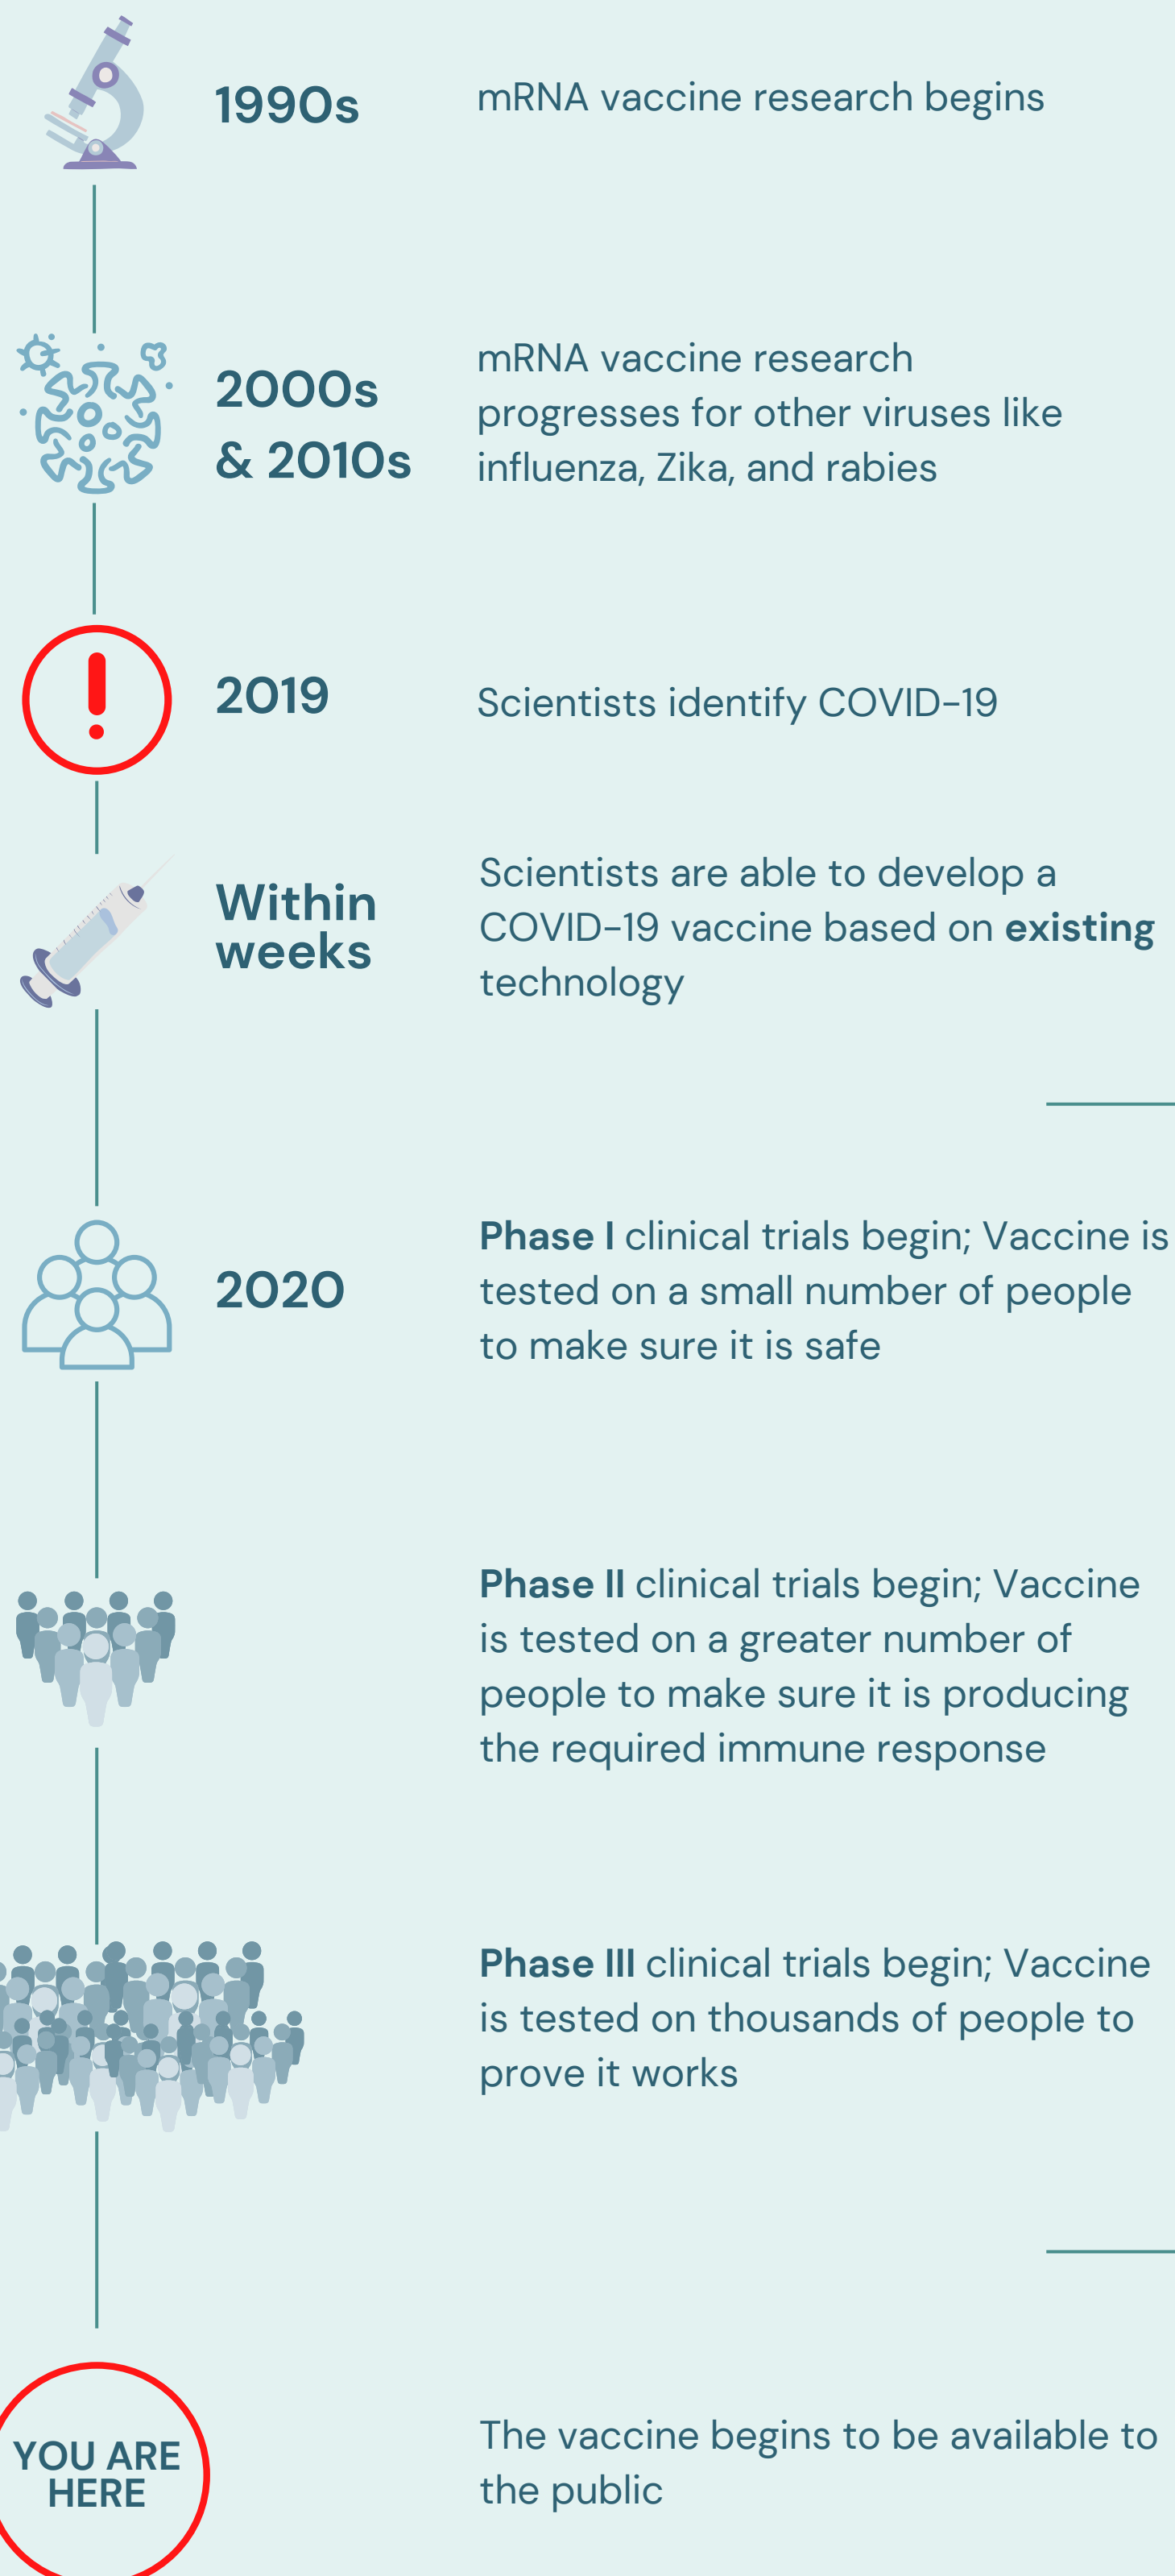 1990s
mRNA vaccine research begins
2000s
& 2010s
mRNA vaccine research
progresses for other viruses like
influenza, Zika, and rabies
2019
Scientists identify COVID-19
Within
weeks
Scientists are able to develop a
COVID-19 vaccine based on existing
technology
2020
Phase I clinical trials begin; Vaccine is
tested on a small number of people
to make sure it is safe
Phase II clinical trials begin; Vaccine
is tested on a greater number of
people to make sure it is producing
the required immune response
Phase III clinical trials begin; Vaccine
is tested on thousands of people to
prove it works
YOU ARE
HERE
The vaccine begins to be available to
the public